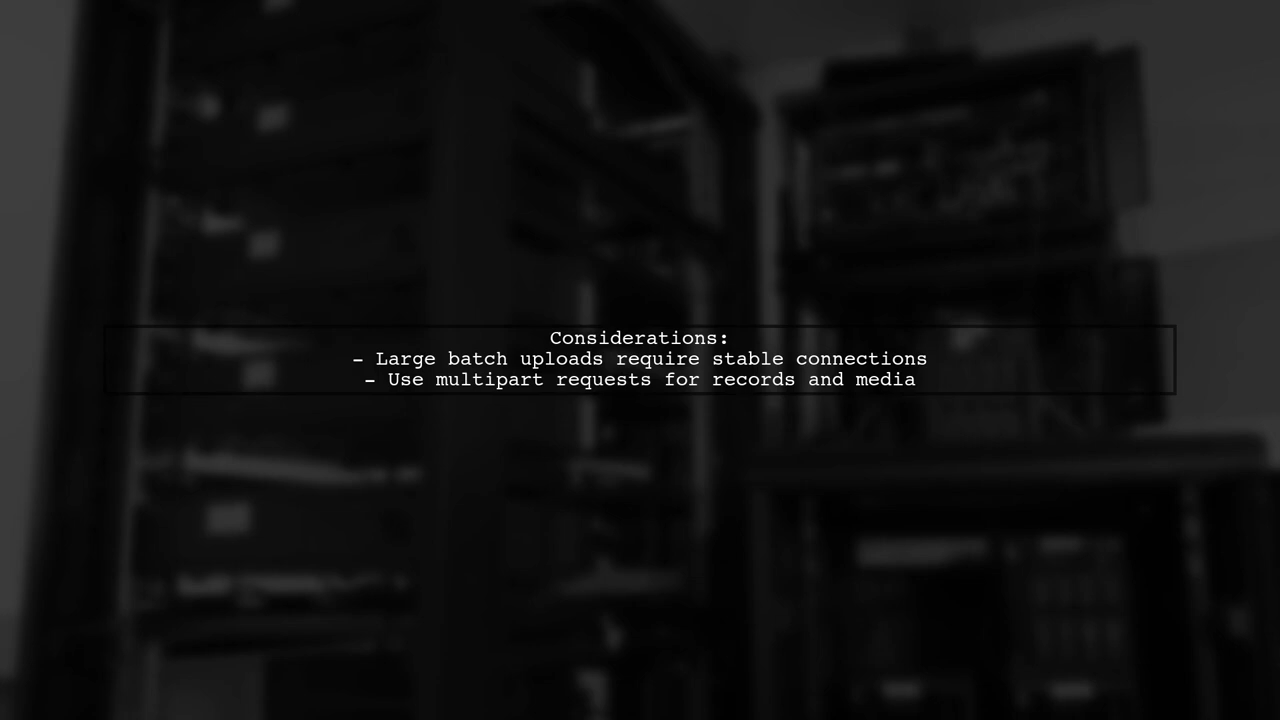 Considerations:
– Large batch uploads require stable connections
– Use multipart requests for records and media